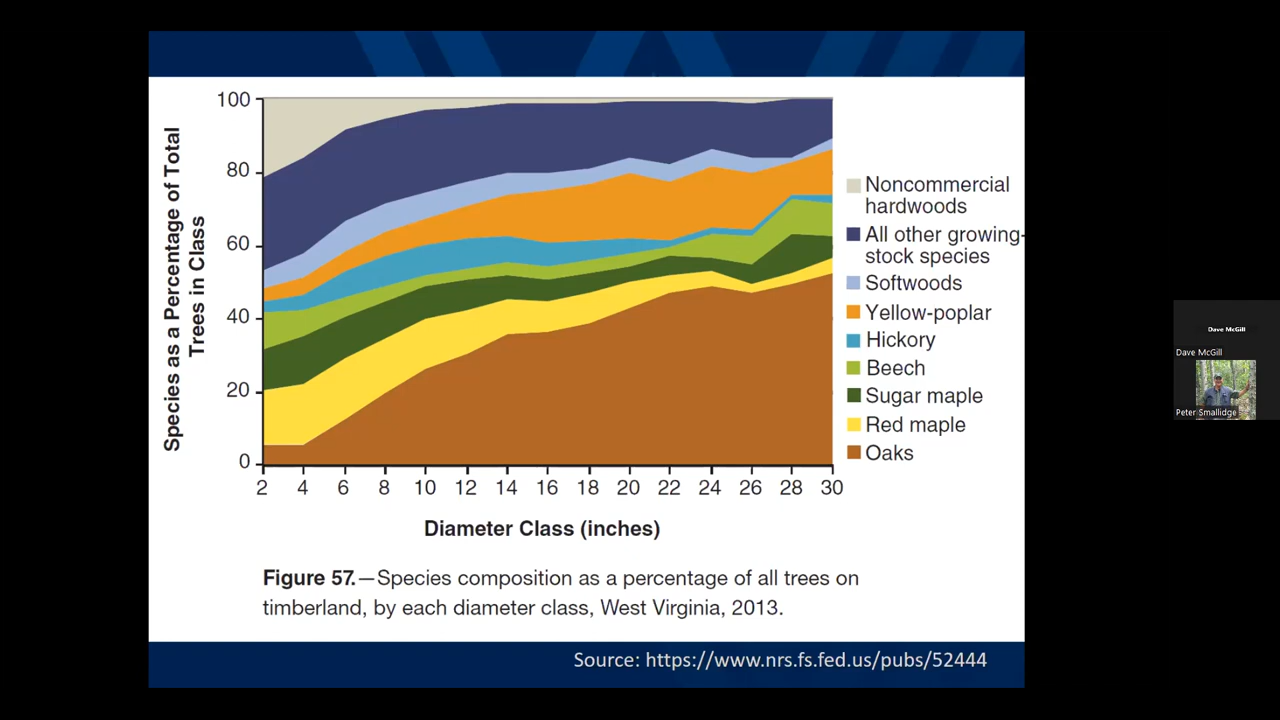 Species as a Percentage of Total
Trees in Class
100
80
60
40
20
0
2 4 6 8 10 12 14 16 18 20 22 24 26 28 30
Diameter Class (inches)
Noncommercial
hardwoods
All other growing-
stock species
Softwoods
Yellow-poplar
Hickory
Beech
Sugar maple
Red maple
Oaks
Figure 57.—Species composition as a percentage of all trees on
timberland, by each diameter class, West Virginia, 2013.
Source: https://www.nrs.fs.fed.us/pubs/52444
Dave McGill
Dave McGill
Peter Smallidge